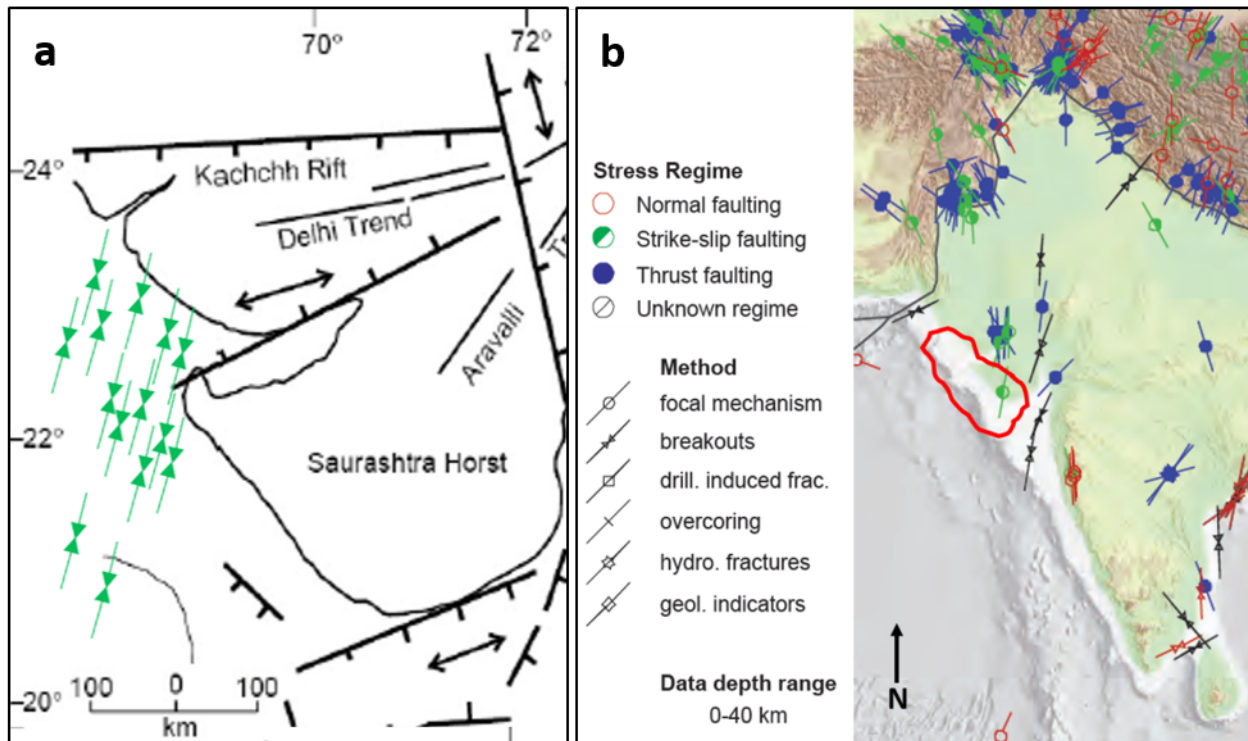 a
70°
72°
24°
Kachchh Rift
Delhi Trend
Aravalli
22°
Saurashtra Horst
20°
100 0 100
km
b
Stress Regime
Normal faulting
Strike-slip faulting
Thrust faulting
Unknown regime
Method
focal mechanism
breakouts
drill. induced frac.
overcoring
hydro. fractures
geol. indicators
Data depth range
0-40 km
N